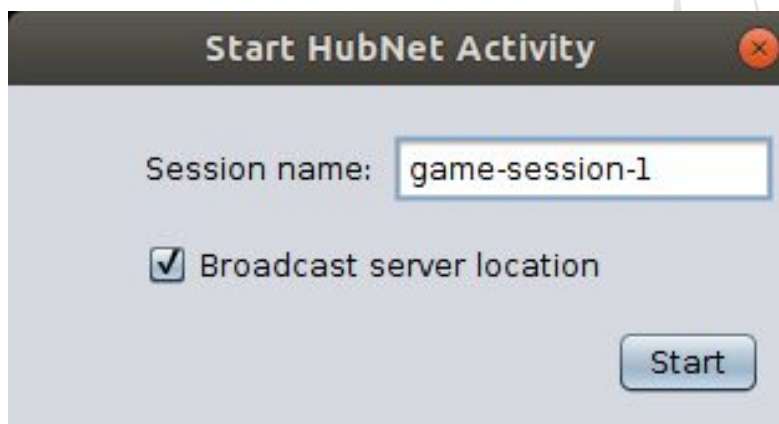 Start HubNet Activity
Session name: game-session-1
Broadcast server location
Start